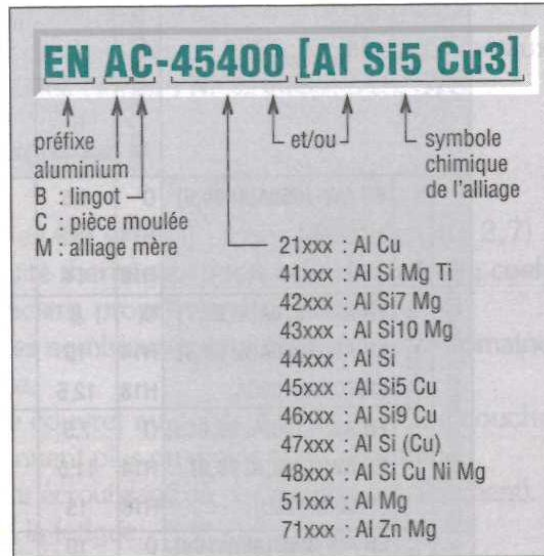 EN AC-45400 [Al Si5 Cu3]
préfixe
aluminium
B : lingot
C : pièce moulée
M : alliage mère
et/ou
symbole
chimique
de l'alliage
21xxx : Al Cu
41xxx : Al Si Mg Ti
42xxx : Al Si7 Mg
43xxx : Al Si10 Mg
44xxx : Al Si
45xxx : Al Si5 Cu
46xxx : Al Si9 Cu
47xxx : Al Si (Cu)
48xxx : Al Si Cu Ni Mg
51xxx : Al Mg
71xxx : Al Zn Mg